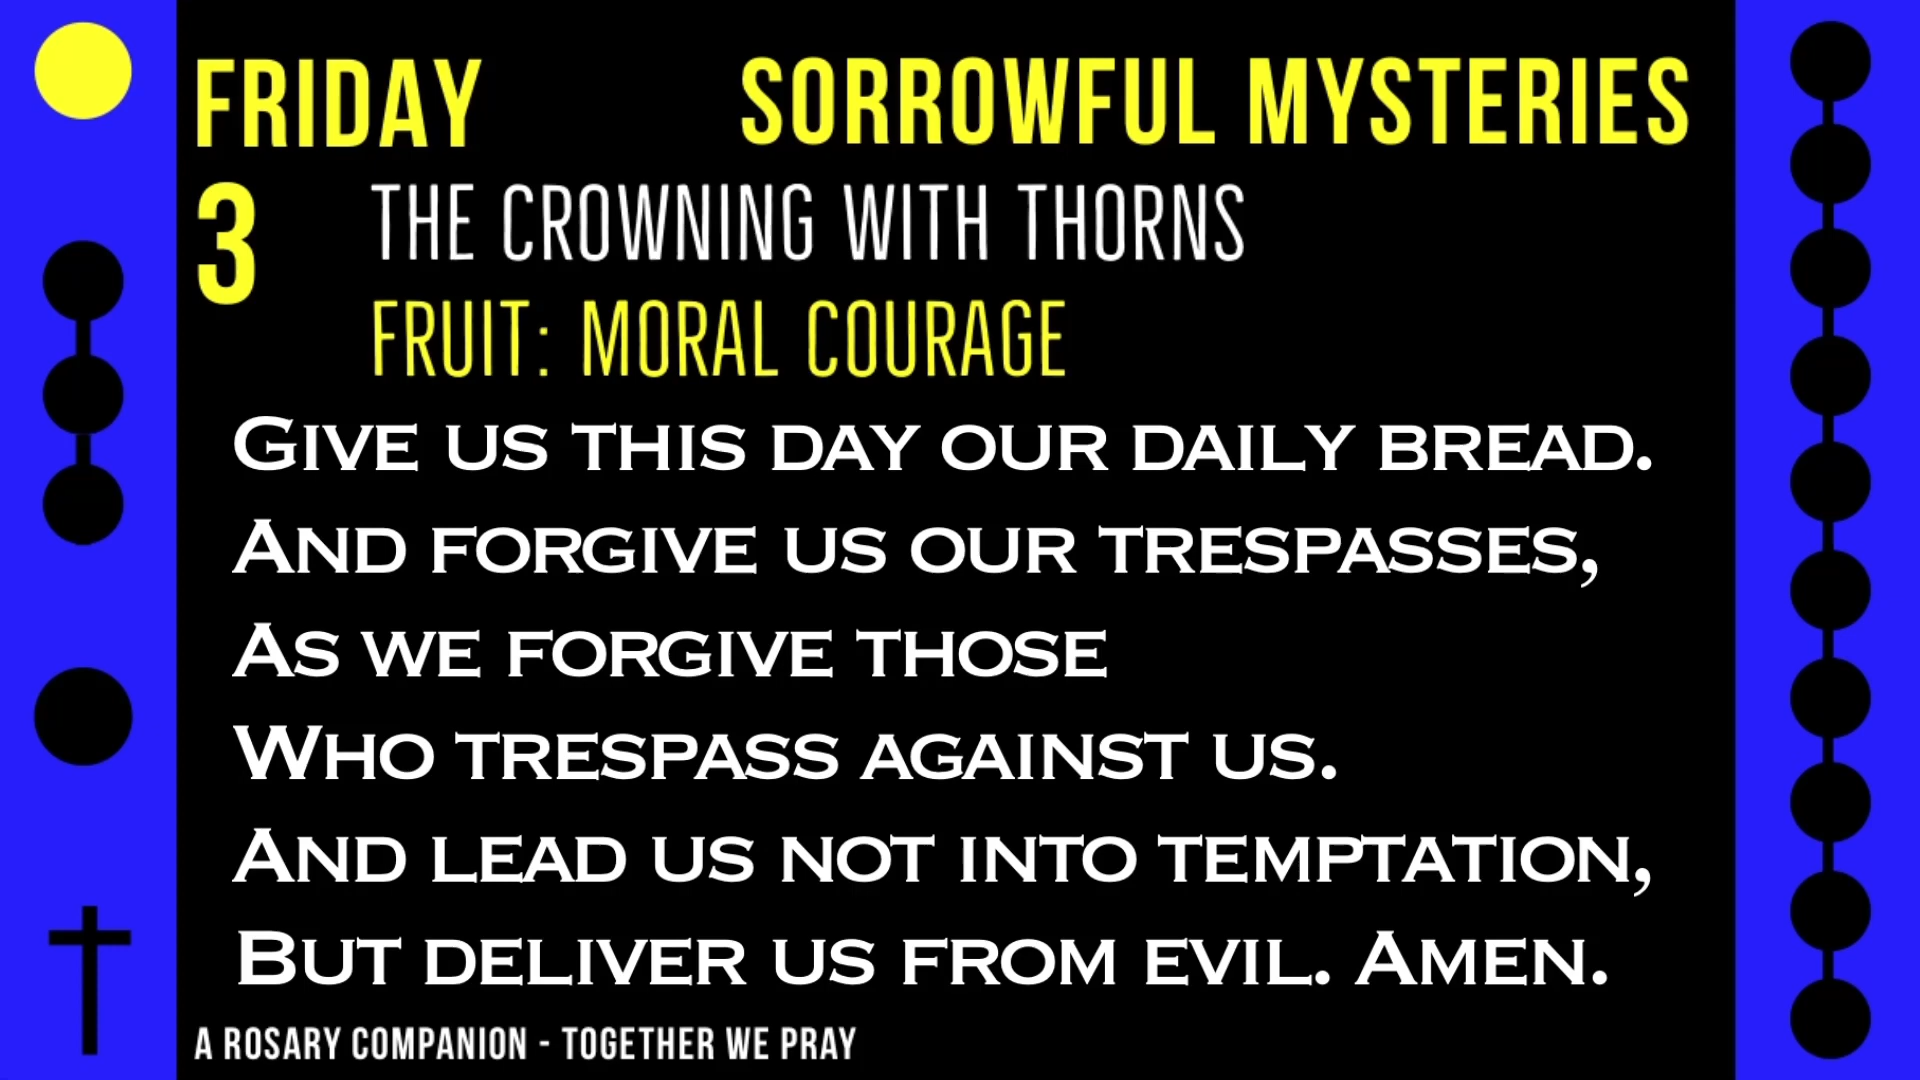 FRIDAY SORROWFUL MYSTERIES
3 THE CROWNING WITH THORNS
FRUIT: MORAL COURAGE
GIVE US THIS DAY OUR DAILY BREAD.
AND FORGIVE US OUR TRESPASSES,
AS WE FORGIVE THOSE
WHO TRESPASS AGAINST US.
AND LEAD US NOT INTO TEMPTATION,
BUT DELIVER US FROM EVIL. AMEN.
A ROSARY COMPANION - TOGETHER WE PRAY